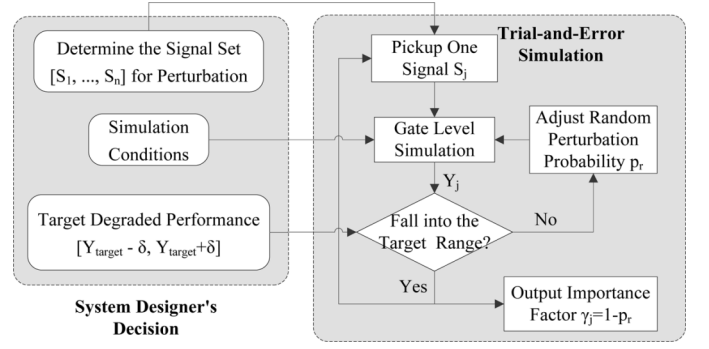 Determine the Signal Set
[S1, ..., Sn] for Perturbation
Simulation
Conditions
Target Degraded Performance
[Ytarget - δ, Ytarget+δ]
System Designer's
Decision
Trial-and-Error
Simulation
Pickup One
Signal Sj
Gate Level
Simulation
Adjust Random
Perturbation
Probability pr
Yj
Fall into the
Target Range?
No
Yes
Output Importance
Factor γj=1-pr